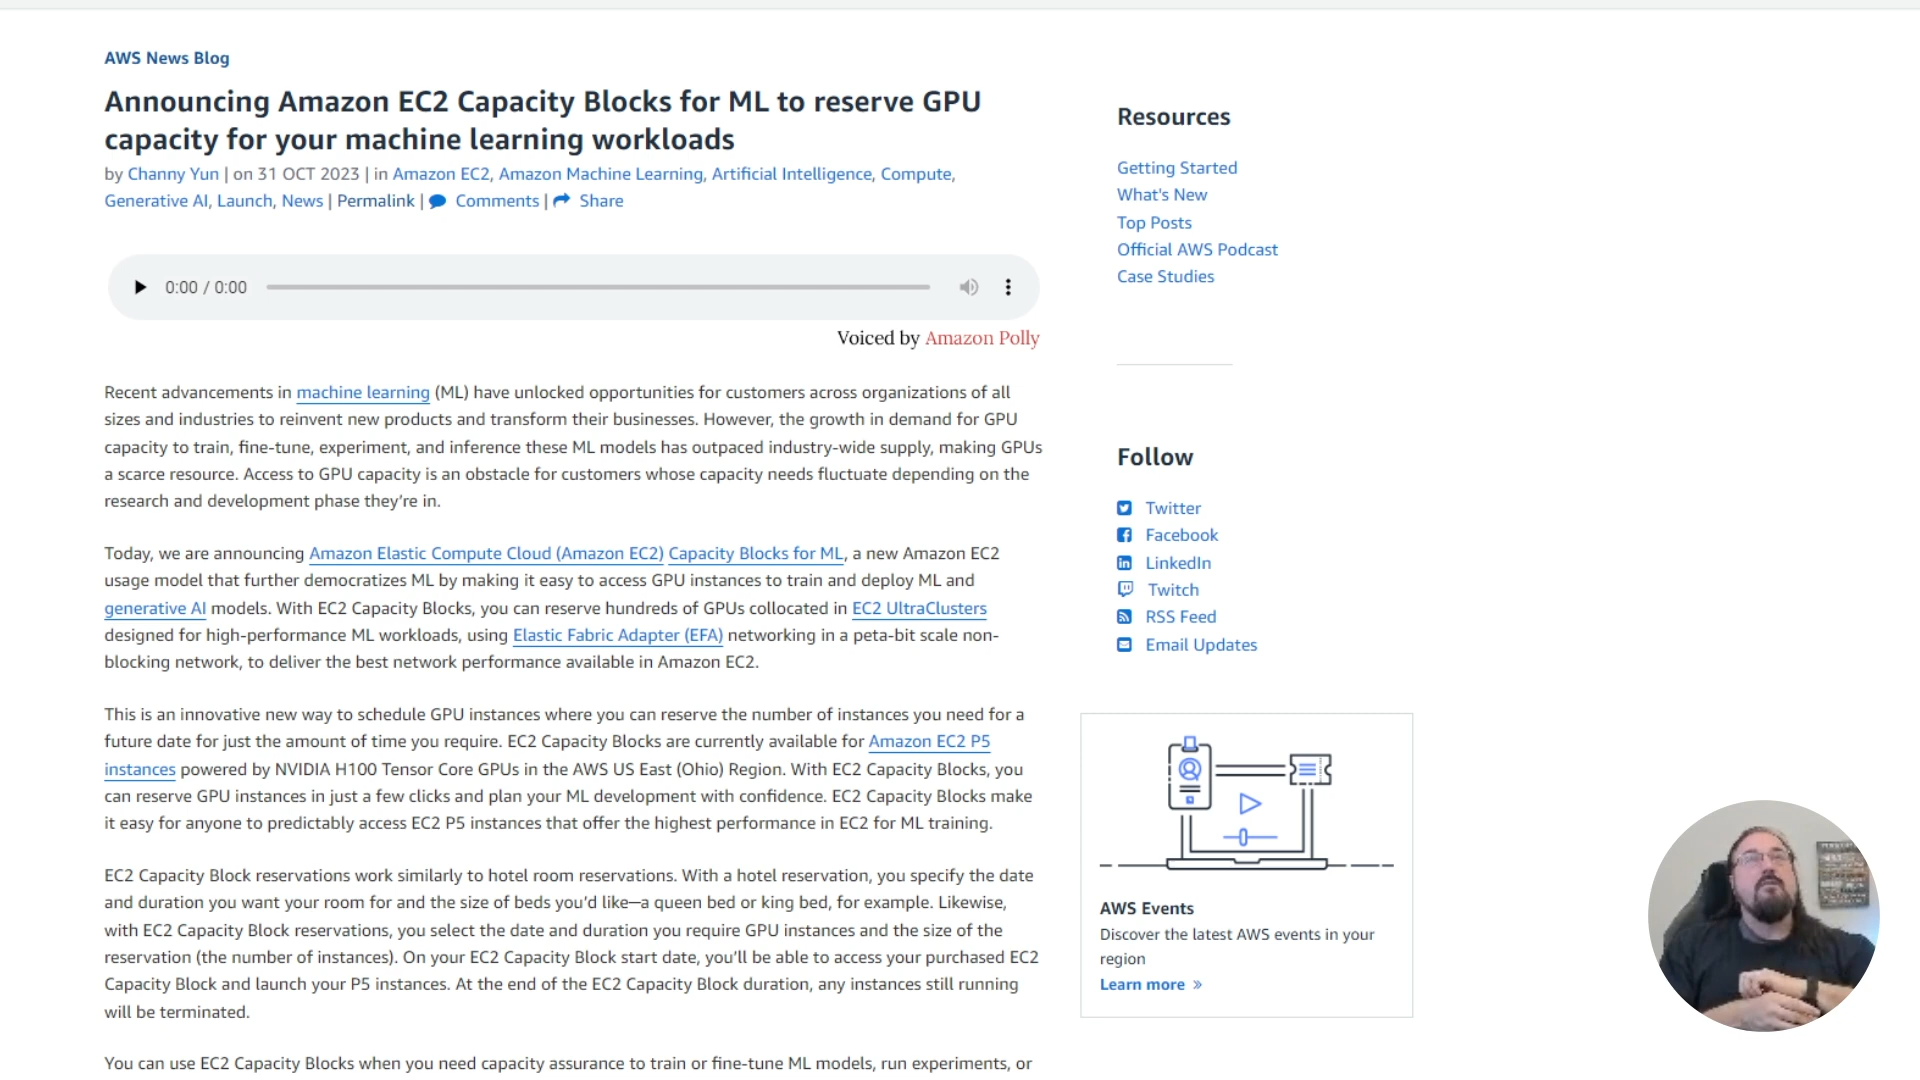 AWS News Blog
Announcing Amazon EC2 Capacity Blocks for ML to reserve GPU
capacity for your machine learning workloads
by Channy Yun | on 31 OCT 2023 | in Amazon EC2, Amazon Machine Learning, Artificial Intelligence, Compute,
Generative AI, Launch, News | Permalink | Comments | Share
0:00 / 0:00
Voiced by Amazon Polly
Recent advancements in machine learning (ML) have unlocked opportunities for customers across organizations of all
sizes and industries to reinvent new products and transform their businesses. However, the growth in demand for GPU
capacity to train, fine-tune, experiment, and inference these ML models has outpaced industry-wide supply, making GPUs
a scarce resource. Access to GPU capacity is an obstacle for customers whose capacity needs fluctuate depending on the
research and development phase they're in.
Today, we are announcing Amazon Elastic Compute Cloud (Amazon EC2) Capacity Blocks for ML, a new Amazon EC2
usage model that further democratizes ML by making it easy to access GPU instances to train and deploy ML and
generative AI models. With EC2 Capacity Blocks, you can reserve hundreds of GPUs collocated in EC2 UltraClusters
designed for high-performance ML workloads, using Elastic Fabric Adapter (EFA) networking in a peta-bit scale non-
blocking network, to deliver the best network performance available in Amazon EC2.
This is an innovative new way to schedule GPU instances where you can reserve the number of instances you need for a
future date for just the amount of time you require. EC2 Capacity Blocks are currently available for Amazon EC2 P5
instances powered by NVIDIA H100 Tensor Core GPUs in the AWS US East (Ohio) Region. With EC2 Capacity Blocks, you
can reserve GPU instances in just a few clicks and plan your ML development with confidence. EC2 Capacity Blocks make
it easy for anyone to predictably access EC2 P5 instances that offer the highest performance in EC2 for ML training.
EC2 Capacity Block reservations work similarly to hotel room reservations. With a hotel reservation, you specify the date
and duration you want your room for and the size of beds you'd like—a queen bed or king bed, for example. Likewise,
with EC2 Capacity Block reservations, you select the date and duration you require GPU instances and the size of the
reservation (the number of instances). On your EC2 Capacity Block start date, you'll be able to access your purchased EC2
Capacity Block and launch your P5 instances. At the end of the EC2 Capacity Block duration, any instances still running
will be terminated.
You can use EC2 Capacity Blocks when you need capacity assurance to train or fine-tune ML models, run experiments, or
Resources
Getting Started
What's New
Top Posts
Official AWS Podcast
Case Studies
Follow
Twitter
Facebook
LinkedIn
Twitch
RSS Feed
Email Updates
AWS Events
Discover the latest AWS events in your
region
Learn more »